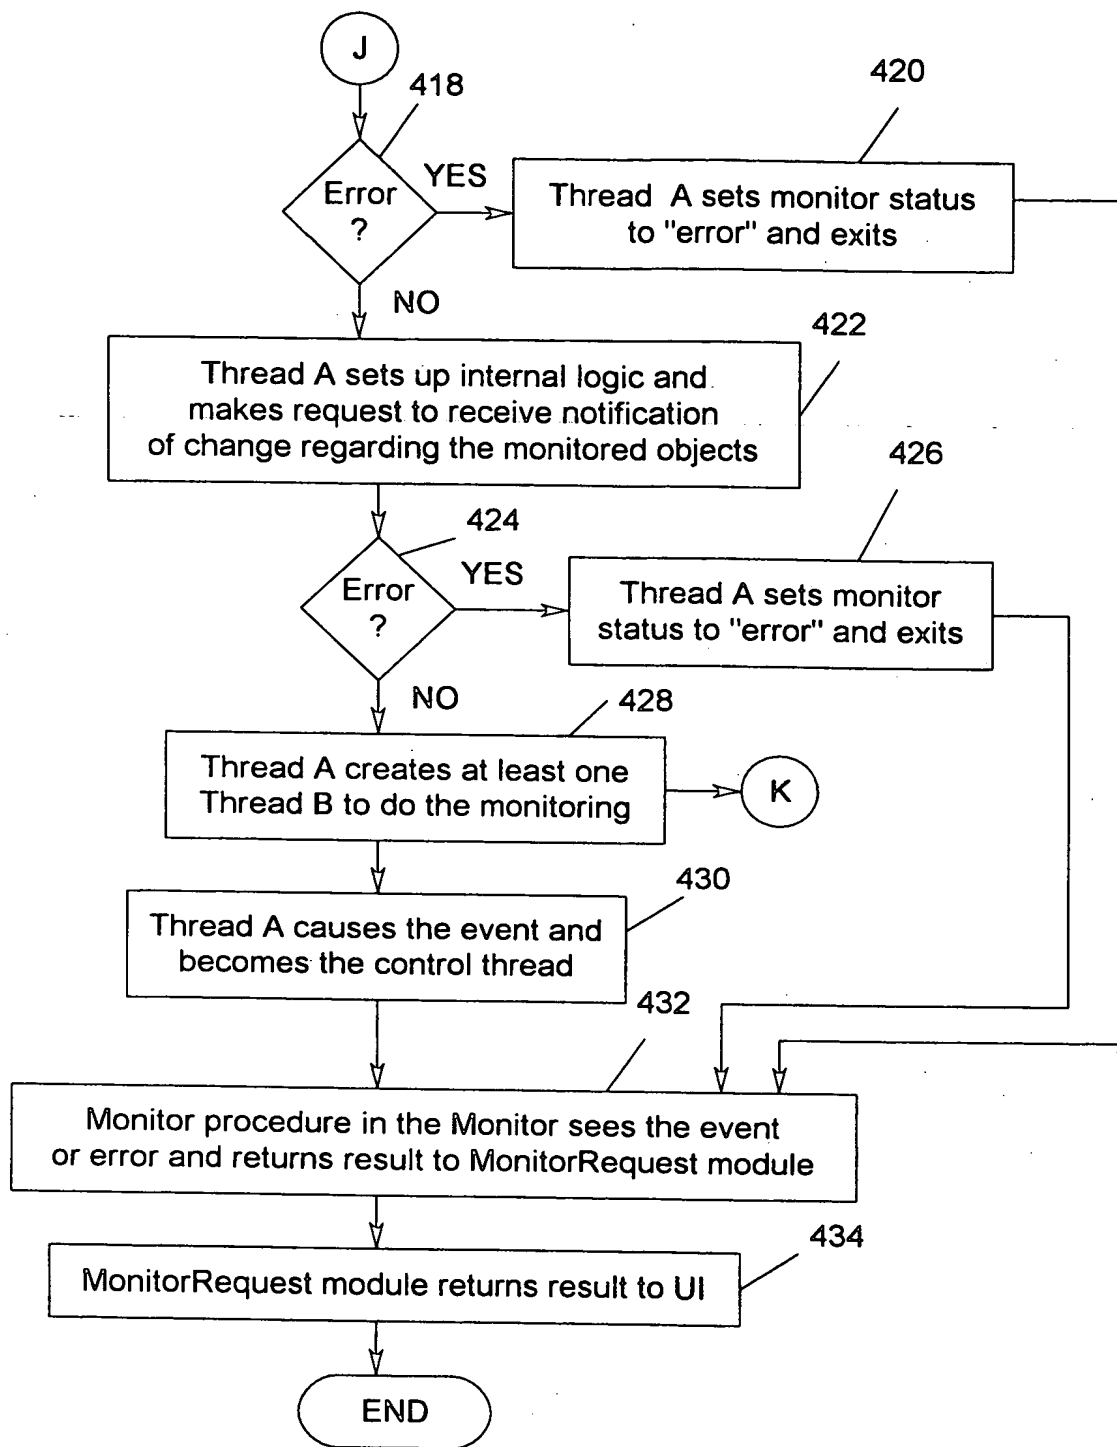 J
418
420
Error
?
YES
Thread A sets monitor status
to "error" and exits
NO
422
Thread A sets up internal logic and
makes request to receive notification
of change regarding the monitored objects
426
424
Error
?
YES
Thread A sets monitor
status to "error" and exits
NO
428
Thread A creates at least one
Thread B to do the monitoring
K
430
Thread A causes the event and
becomes the control thread
432
Monitor procedure in the Monitor sees the event
or error and returns result to MonitorRequest module
434
MonitorRequest module returns result to UI
END